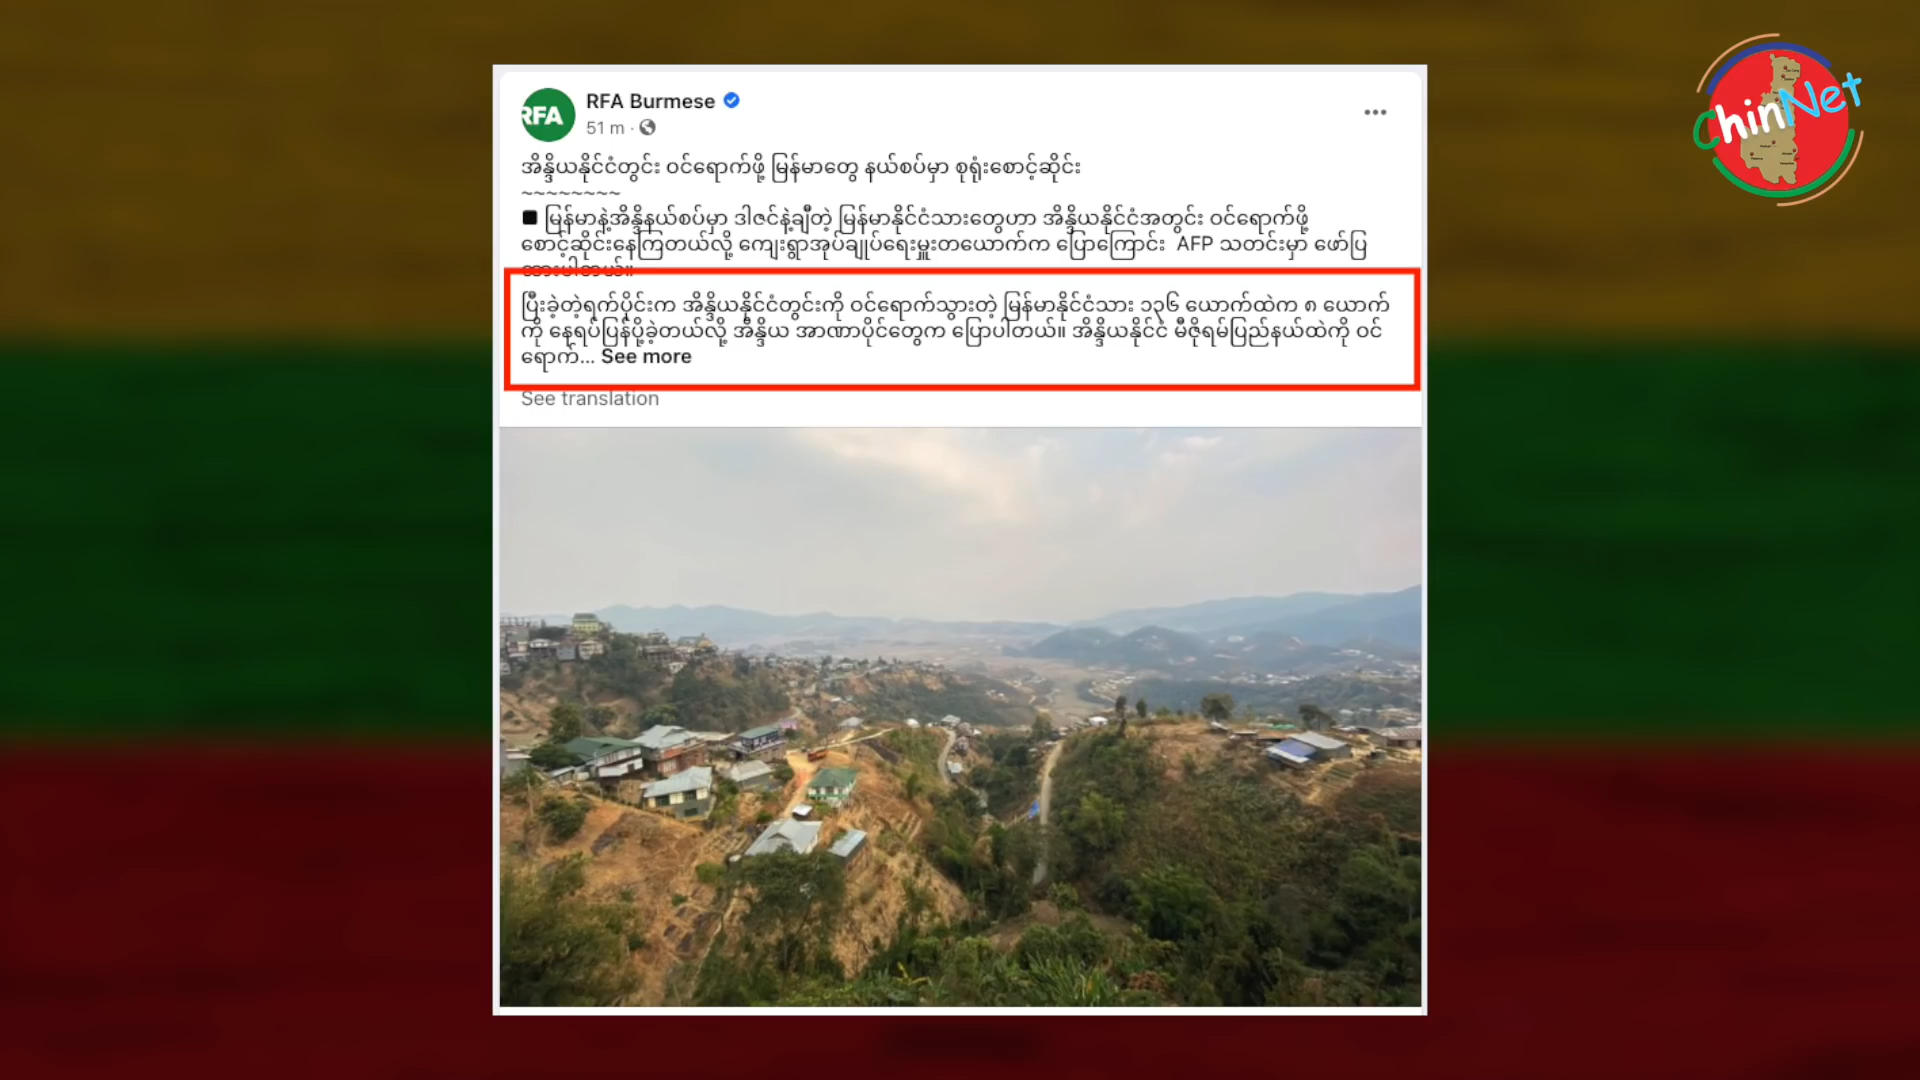 RFA
RFA Burmese
51 m ·
အိန္ဒိယနိုင်ငံတွင်း ဝင်ရောက်ဖို့ မြန်မာတွေ နယ်စပ်မှာ စုရုံးစောင့်ဆိုင်း
~~~~~~~~
■ မြန်မာနဲ့အိန္ဒိနယ်စပ်မှာ ဒါဇင်နဲ့ချီတဲ့ မြန်မာနိုင်ငံသားတွေဟာ အိန္ဒိယနိုင်ငံအတွင်း ဝင်ရောက်ဖို့
စောင့်ဆိုင်းနေကြတယ်လို့ ကျေးရွာအုပ်ချုပ်ရေးမှူးတယောက်က ပြောကြောင်း AFP သတင်းမှာ ဖော်ပြ
ထားပါတယ်။
ပြီးခဲ့တဲ့ရက်ပိုင်းက အိန္ဒိယနိုင်ငံတွင်းကို ဝင်ရောက်သွားတဲ့ မြန်မာနိုင်ငံသား ၁၃၆ ယောက်ထဲက ၈ ယောက်
ကို နေရပ်ပြန်ပို့ခဲ့တယ်လို့ အိန္ဒိယ အာဏာပိုင်တွေက ပြောပါတယ်။ အိန္ဒိယနိုင်ငံ မီဇိုရမ်ပြည်နယ်ထဲကို ဝင်
ရောက်... See more
See translation
ChinNet